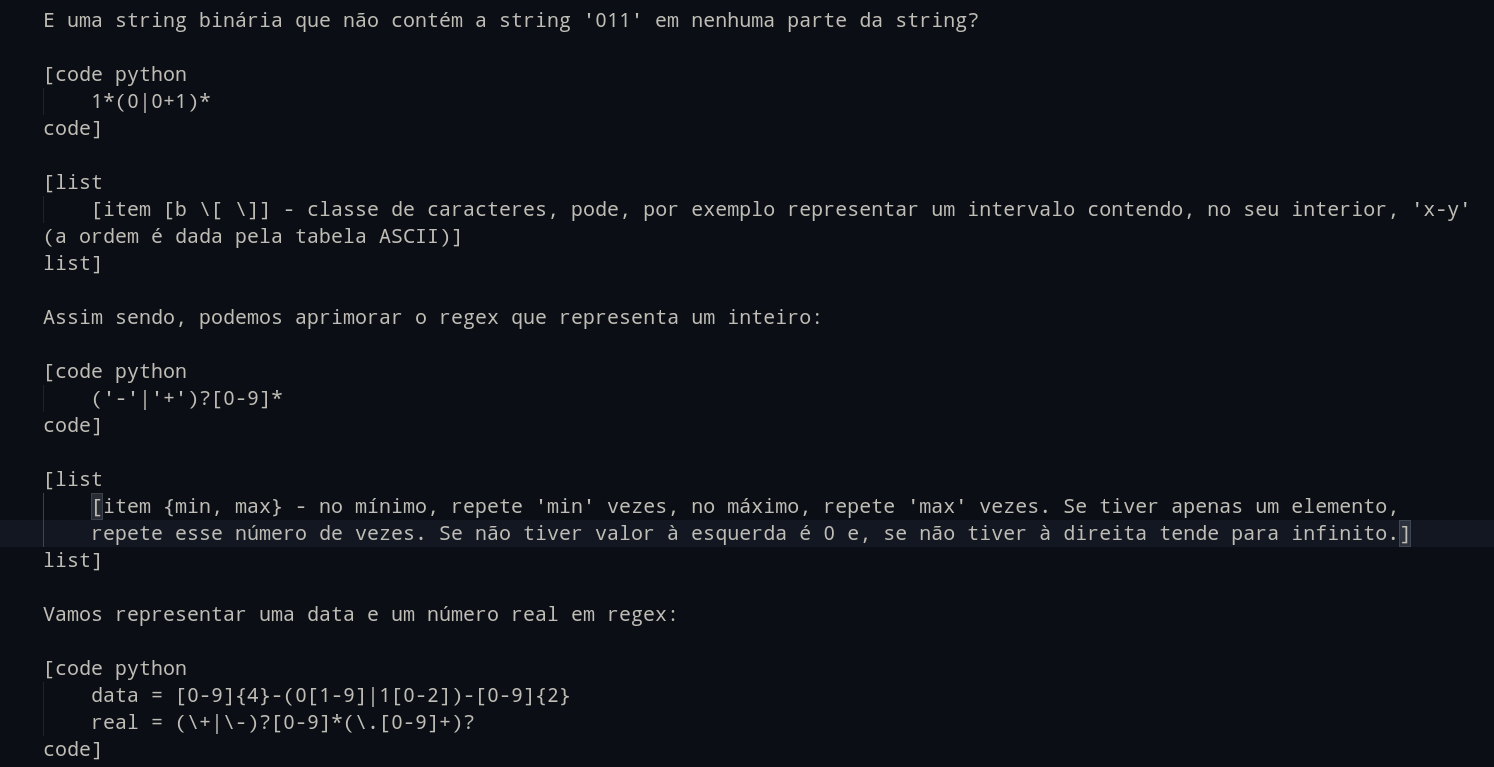 E uma string binária que não contém a string '011' em nenhuma parte da string?
[code python
1*(0|0+1)*
code]
[list
[item [b \[ \]] - classe de caracteres, pode, por exemplo representar um intervalo contendo, no seu interior, 'x-y'
(a ordem é dada pela tabela ASCII)]
list]
Assim sendo, podemos aprimorar o regex que representa um inteiro:
[code python
('-'|'+')?[0-9]*
code]
[list
[item {min, max} - no mínimo, repete 'min' vezes, no máximo, repete 'max' vezes. Se tiver apenas um elemento,
repete esse número de vezes. Se não tiver valor à esquerda é 0 e, se não tiver à direita tende para infinito.]
list]
Vamos representar uma data e um número real em regex:
[code python
data = [0-9]{4}-(0[1-9]|1[0-2])-[0-9]{2}
real = (\+|\-)?[0-9]*(\.[0-9]+)?
code]